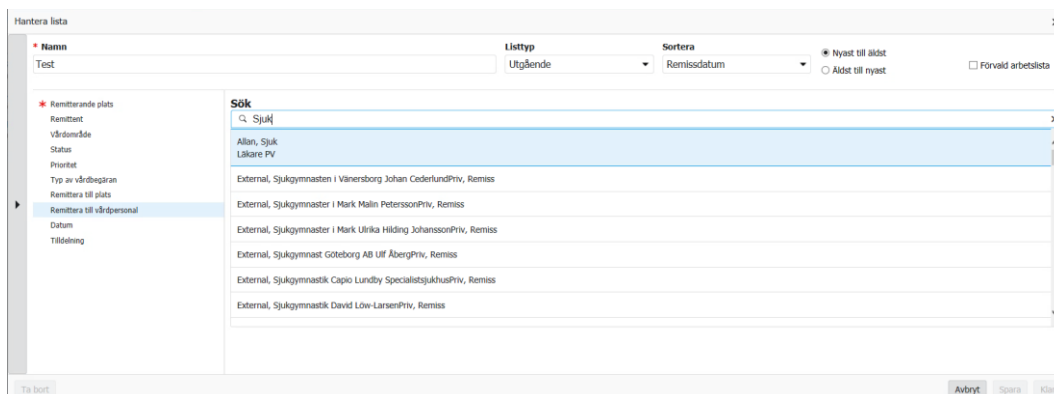 Hantera lista
* Namn
Listtyp
Sortera
Test
Utgående
Remissdatum
Nyast till äldst
Äldst till nyast
Förvald arbetslista
* Remitterande plats
Remittent
Vårdområde
Status
Prioritet
Typ av vårdbegäran
Remittera till plats
Remittera till vårdpersonal
Datum
Tilldelning
Sök
Sjuk
Allan, Sjuk
Läkare PV
External, Sjukgymnasten i Vänersborg Johan CederlundPriv, Remiss
External, Sjukgymnaster i Mark Malin PeterssonPriv, Remiss
External, Sjukgymnaster i Mark Ulrika Hilding JohanssonPriv, Remiss
External, Sjukgymnast Göteborg AB Ulf ÅbergPriv, Remiss
External, Sjukgymnastik Capio Lundby SpecialistsjukhusPriv, Remiss
External, Sjukgymnastik David Löw-LarsenPriv, Remiss
Ta bort
Avbryt
Spara